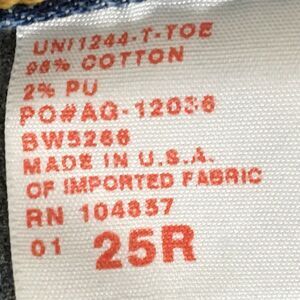 UNI1244-T-TOE
98% COTTON
2% PU
PO#AG-12036
BW5266
MADE IN U.S.A.
OF IMPORTED FABRIC
RN 104837
01 25R